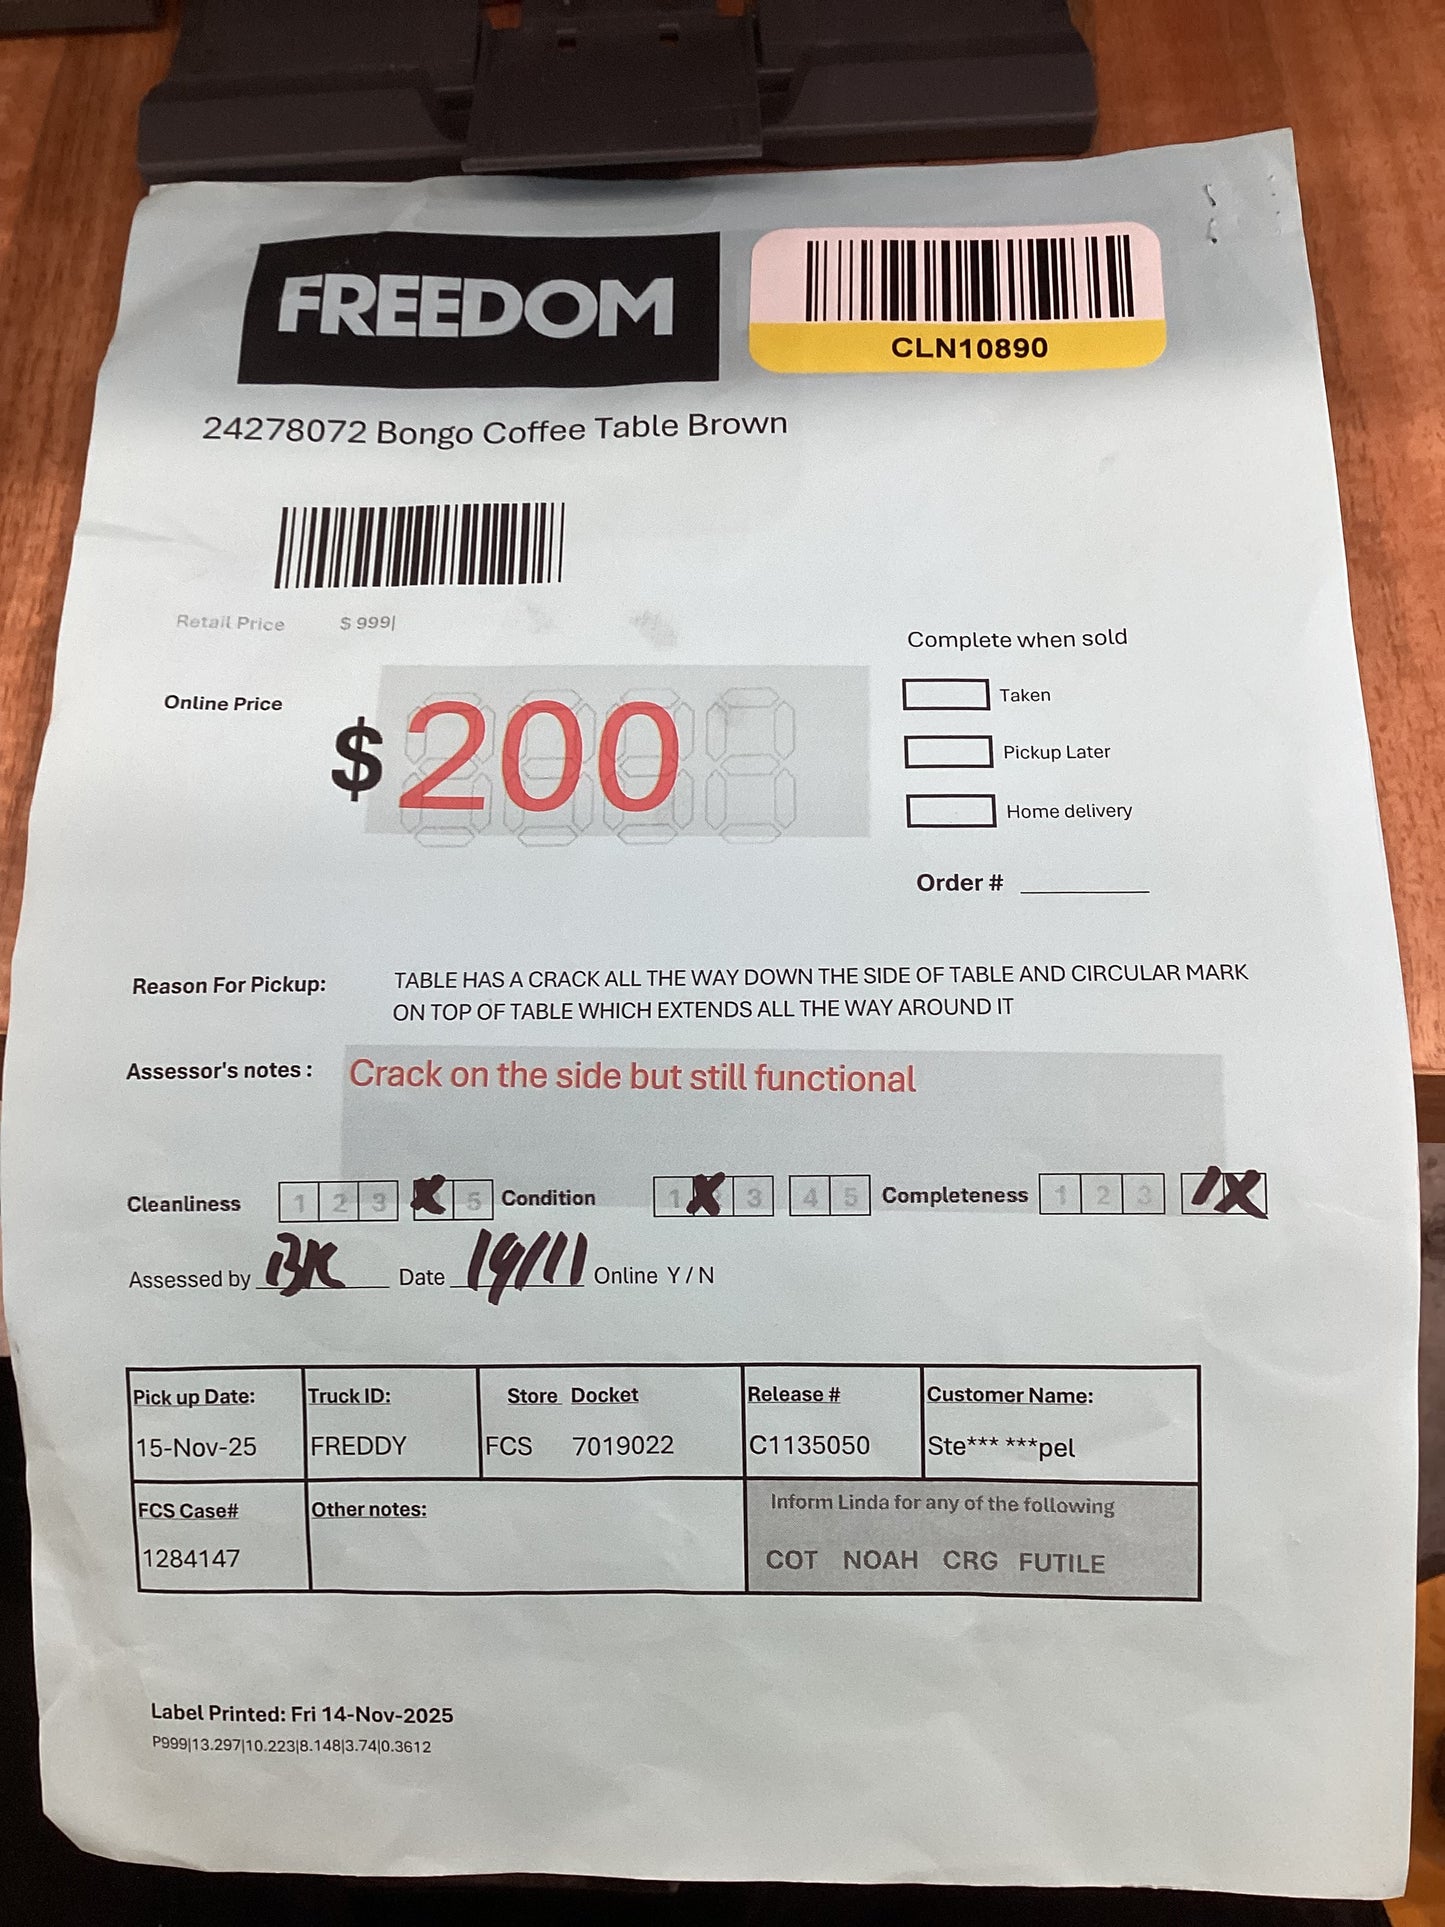 FREEDOM
CLN10890
24278072 Bongo Coffee Table Brown
Retail Price $ 999|
Complete when sold
Online Price
$ 200
Taken
Pickup Later
Home delivery
Order #
Reason For Pickup: TABLE HAS A CRACK ALL THE WAY DOWN THE SIDE OF TABLE AND CIRCULAR MARK
ON TOP OF TABLE WHICH EXTENDS ALL THE WAY AROUND IT
Assessor's notes : Crack on the side but still functional
Cleanliness 1 2 3 X 5 Condition 1 X 3 4 5 Completeness 1 2 3 X
Assessed by BK Date 19/11 Online Y / N
Pick up Date: Truck ID: Store Docket Release # Customer Name:
15-Nov-25 FREDDY FCS 7019022 C1135050 Ste*** ***pel
FCS Case# Other notes: Inform Linda for any of the following
1284147 COT NOAH CRG FUTILE
Label Printed: Fri 14-Nov-2025
P999|13.297|10.223|8.148|3.74|0.3612